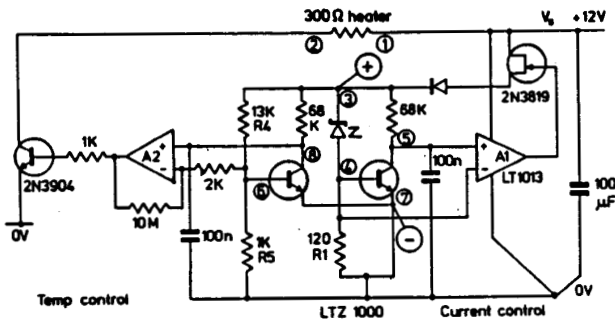 300Ω heater
② ①
Vs +12V
+
③
2N3819
13K
R4
68
K
68K
Z
⑤
1K
A2
+
-
2N3904
2K
⑧
⑥
④
⑦
100n
+
-
A1
LT1013
100
μF
10M
0V
100n
1K
R5
120
R1
-
0V
Temp control
LTZ 1000
Current control